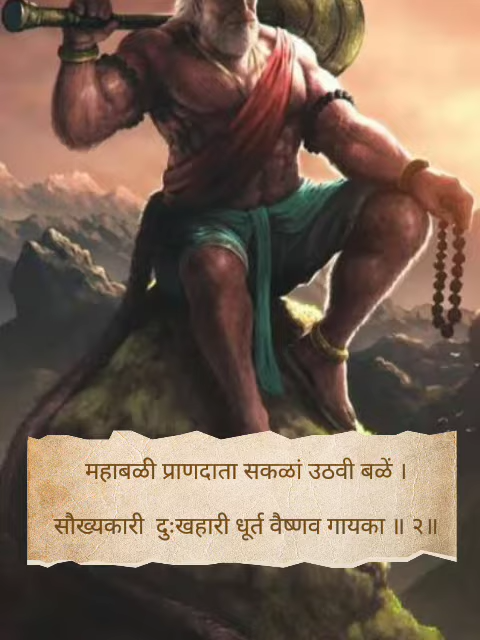 महाबळी प्राणदाता सकळां उठवी बळें ।
सौख्यकारी दुःखहारी धूर्त वैष्णव गायका ॥ २॥